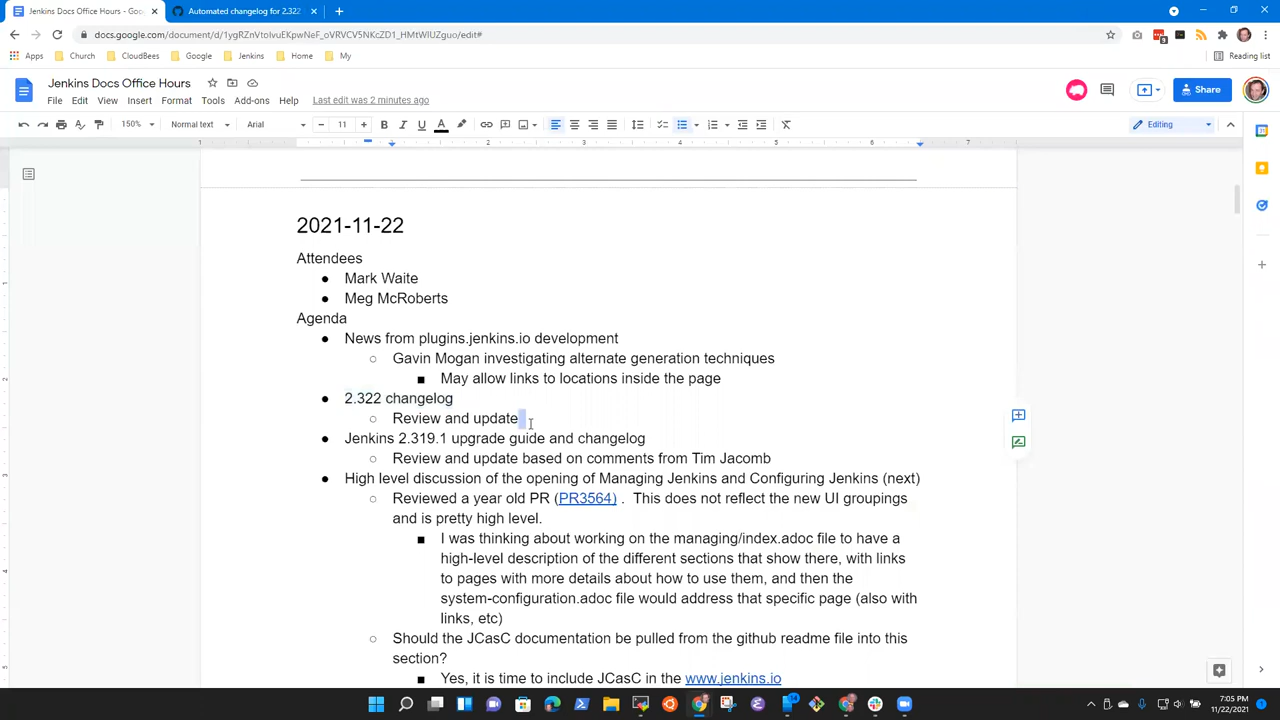 Jenkins Docs Office Hours - Goo
Automated changelog for 2.322
docs.google.com/document/d/1ygRZnVtoIvuEKpwNeF_oVRVCV5NKcZD1_HMtWlUZguo/edit#
Apps
Church
CloudBees
Google
Jenkins
Home
My
Reading list
Jenkins Docs Office Hours
File Edit View Insert Format Tools Add-ons Help
Last edit was 2 minutes ago
Share
150%
Normal text
Arial
11
Editing
1 1 2 3 4 5 6 7
2021-11-22
Attendees
● Mark Waite
● Meg McRoberts
Agenda
● News from plugins.jenkins.io development
○ Gavin Mogan investigating alternate generation techniques
■ May allow links to locations inside the page
● 2.322 changelog
○ Review and update
● Jenkins 2.319.1 upgrade guide and changelog
○ Review and update based on comments from Tim Jacomb
● High level discussion of the opening of Managing Jenkins and Configuring Jenkins (next)
○ Reviewed a year old PR (PR3564) . This does not reflect the new UI groupings
and is pretty high level.
■ I was thinking about working on the managing/index.adoc file to have a
high-level description of the different sections that show there, with links
to pages with more details about how to use them, and then the
system-configuration.adoc file would address that specific page (also with
links, etc)
○ Should the JCasC documentation be pulled from the github readme file into this
section?
■ Yes, it is time to include JCasC in the www.jenkins.io
7:05 PM
11/22/2021